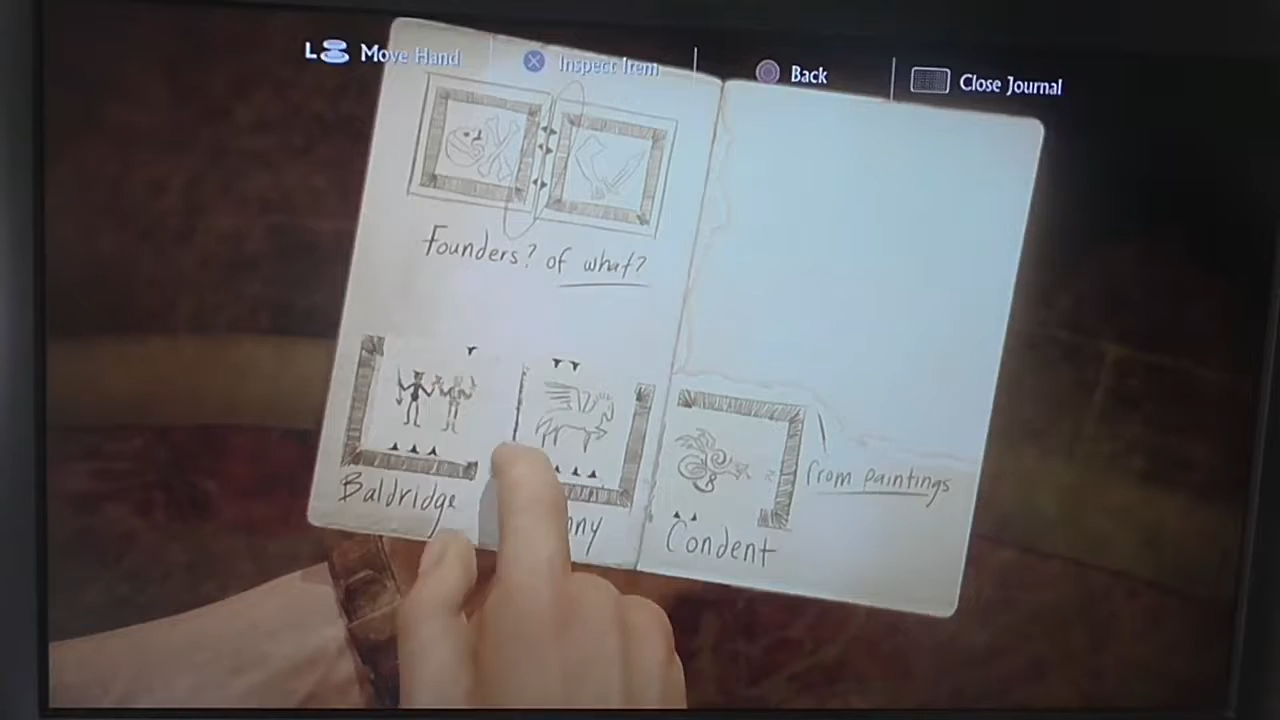 L Move Hand
Inspect Item
Back
Close Journal
Founders? of what?
Baldridge
Condent
from paintings